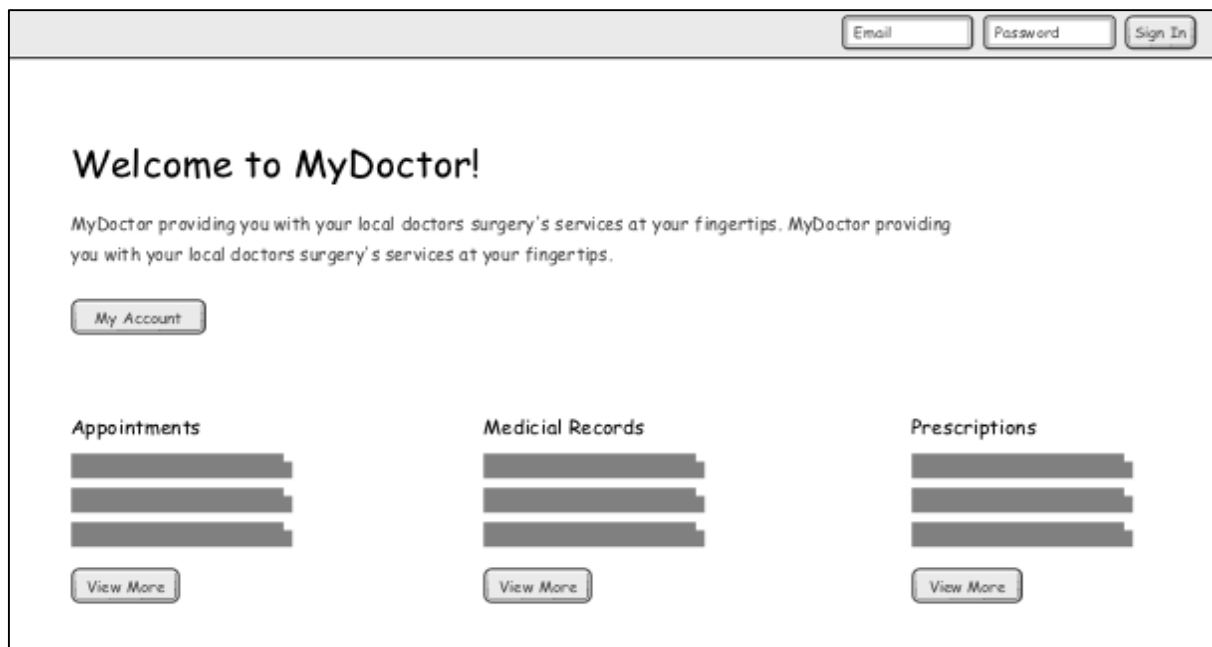 Email Password Sign In
Welcome to MyDoctor!
MyDoctor providing you with your local doctors surgery's services at your fingertips. MyDoctor providing
you with your local doctors surgery's services at your fingertips.
My Account
Appointments Medicial Records Prescriptions
View More View More View More